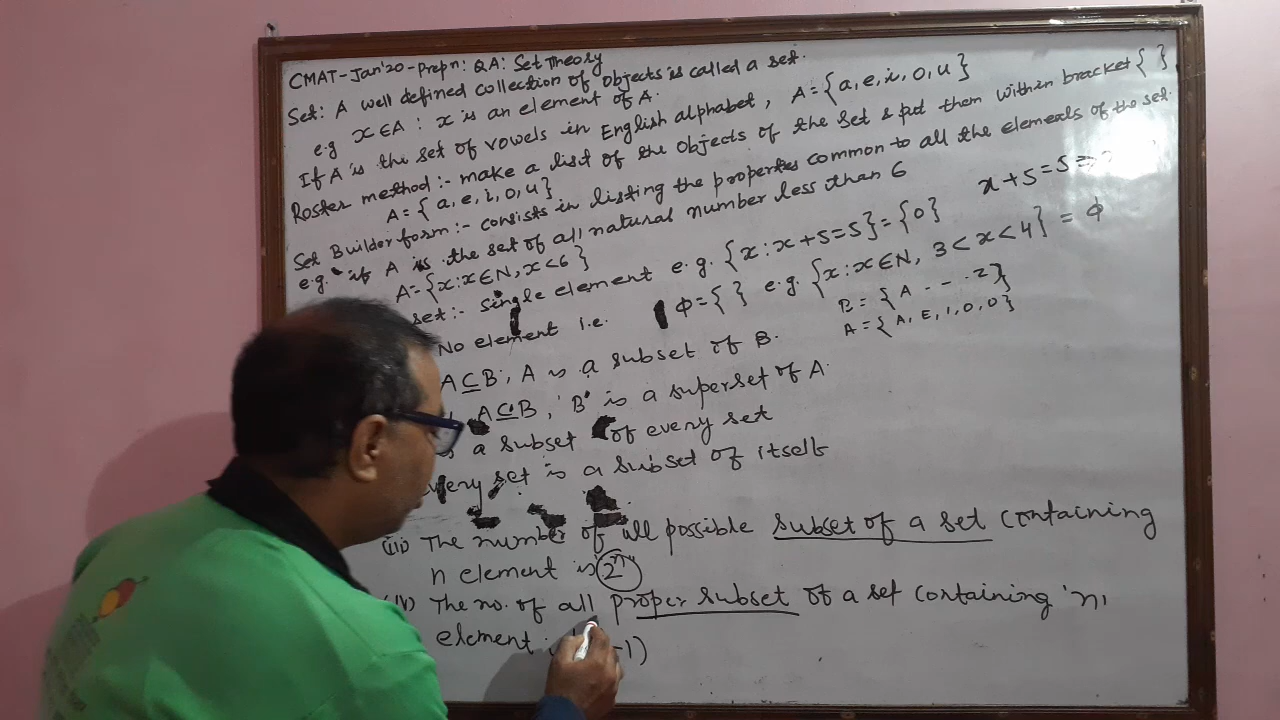 CMAT-Jan'20-Prepn: QA: Set Theory
Set: A well defined collection of objects is called a set.
e.g x∈A : x is an element of A.
If A is the set of vowels in English alphabet, A={a,e,i,o,u}
Roster method:- make a list of the objects of the set & put them within bracket { }
A={a,e,i,o,u}
Set Builder form:- consists in listing the properties common to all the elements of the set.
e.g. if A is the set of all natural number less than 6
A={x:x∈N, x<6}
set:- single element e.g. {x:x+5=5}={0} x+5=5
No element i.e. ϕ={ } e.g. {x:x∈N, 3<x<4}=ϕ
B={A - - - Z}
A={A,E,I,O,U}
A⊆B, A is a subset of B.
A⊆B, 'B' is a superset of A.
a subset of every set
every set is a subset of itself
(iii) The number of all possible subset of a set containing
n element is 2ⁿ
(iv) The no. of all proper subset of a set containing 'n'
element -1)